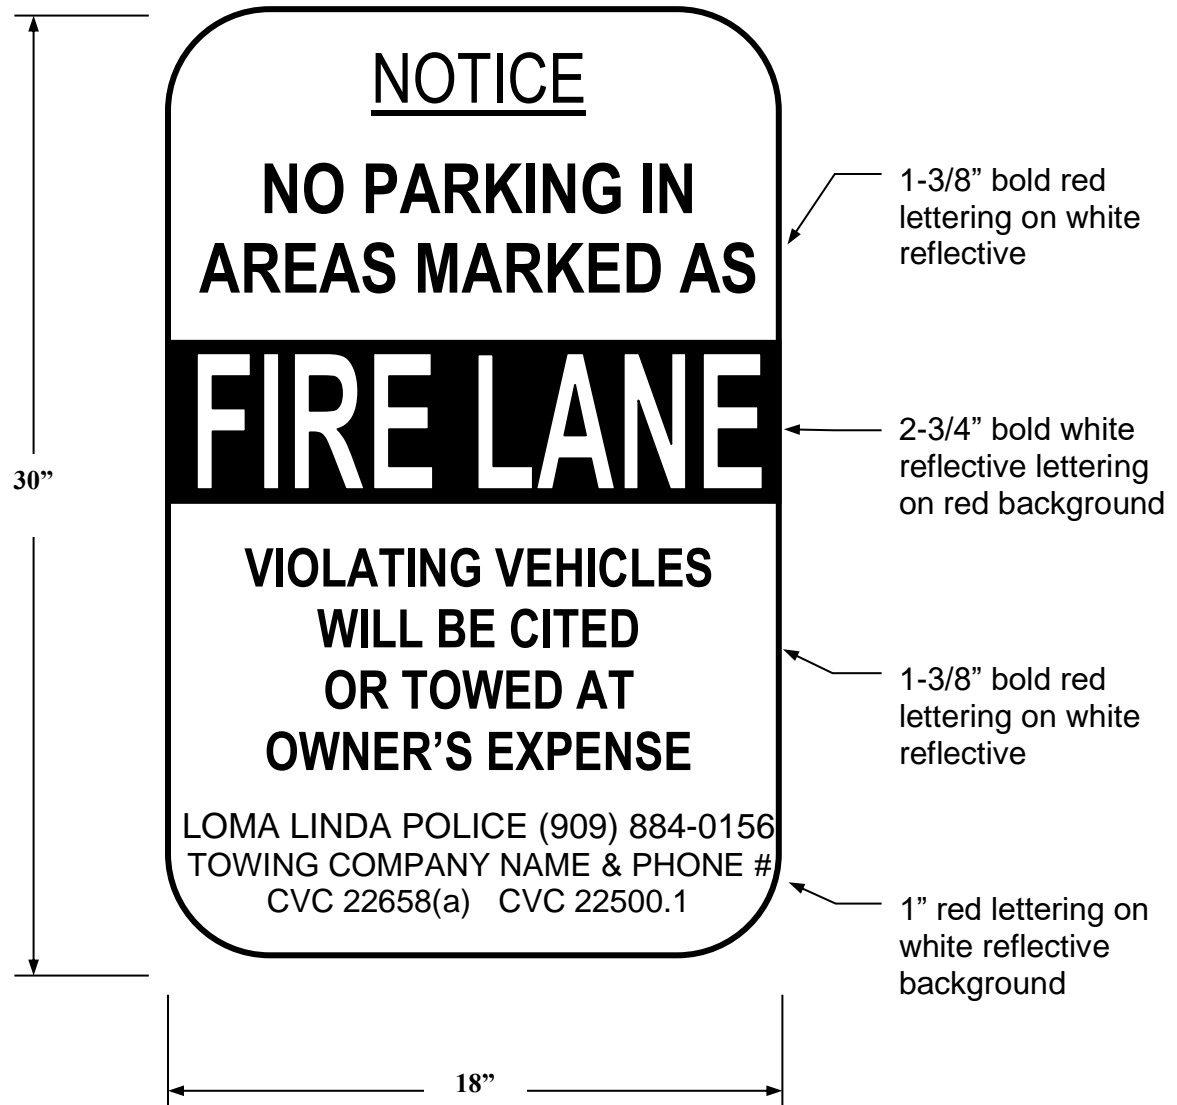 NOTICE
NO PARKING IN
AREAS MARKED AS
FIRE LANE
VIOLATING VEHICLES
WILL BE CITED
OR TOWED AT
OWNER’S EXPENSE
LOMA LINDA POLICE (909) 884-0156
TOWING COMPANY NAME & PHONE #
CVC 22658(a) CVC 22500.1
30”
18”
1-3/8” bold red
lettering on white
reflective
2-3/4” bold white
reflective lettering
on red background
1-3/8” bold red
lettering on white
reflective
1” red lettering on
white reflective
background